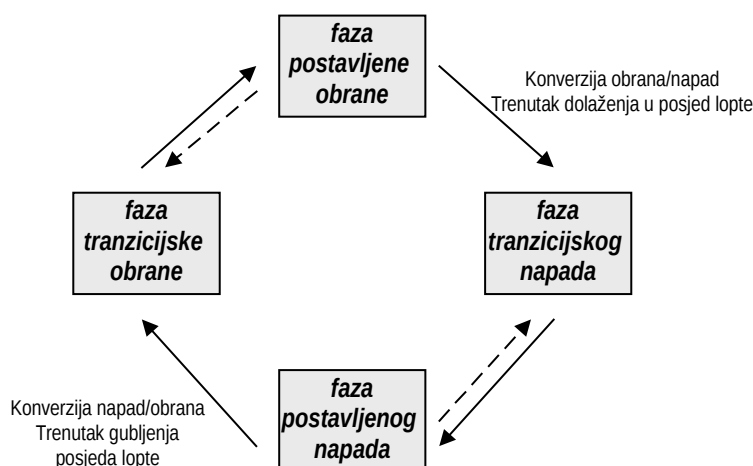 faza
postavljene
obrane
Konverzija obrana/napad
Trenutak dolaženja u posjed lopte
faza
tranzicijske
obrane
faza
tranzicijskog
napada
Konverzija napad/obrana
Trenutak gubljenja
posjeda lopte
faza
postavljenog
napada